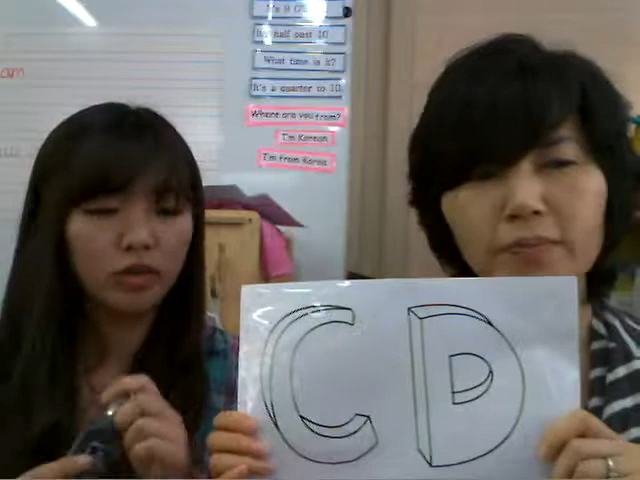 It's half past 10
What time is it?
It's a quarter to 10
Where are you from?
I'm Korean
I'm from Korea
am
C D